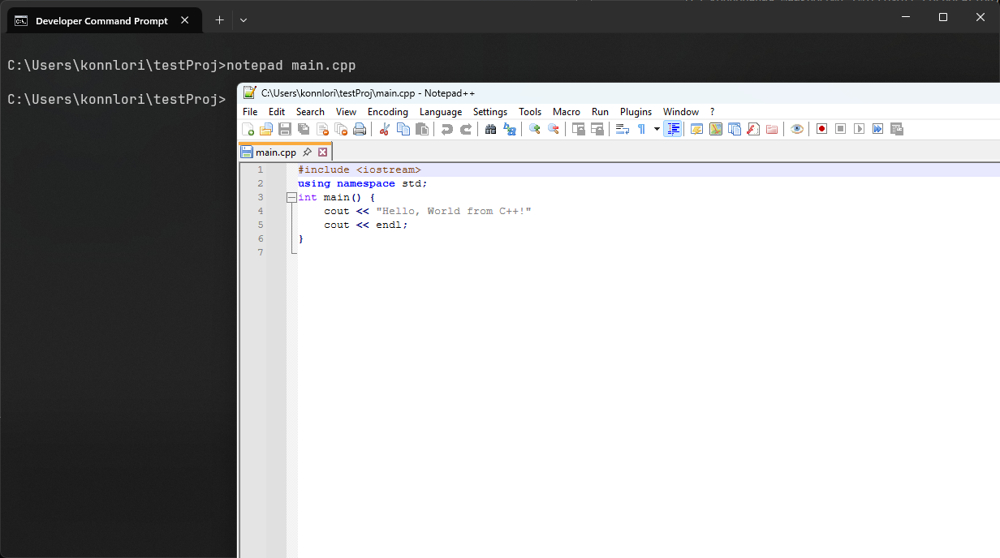 Developer Command Prompt
C:\Users\konnlori\testProj>notepad main.cpp
C:\Users\konnlori\testProj>
C:\Users\konnlori\testProj\main.cpp - Notepad++
File Edit Search View Encoding Language Settings Tools Macro Run Plugins Window ?
main.cpp
1 #include <iostream>
2 using namespace std;
3 int main() {
4     cout << "Hello, World from C++!"
5     cout << endl;
6 }
7